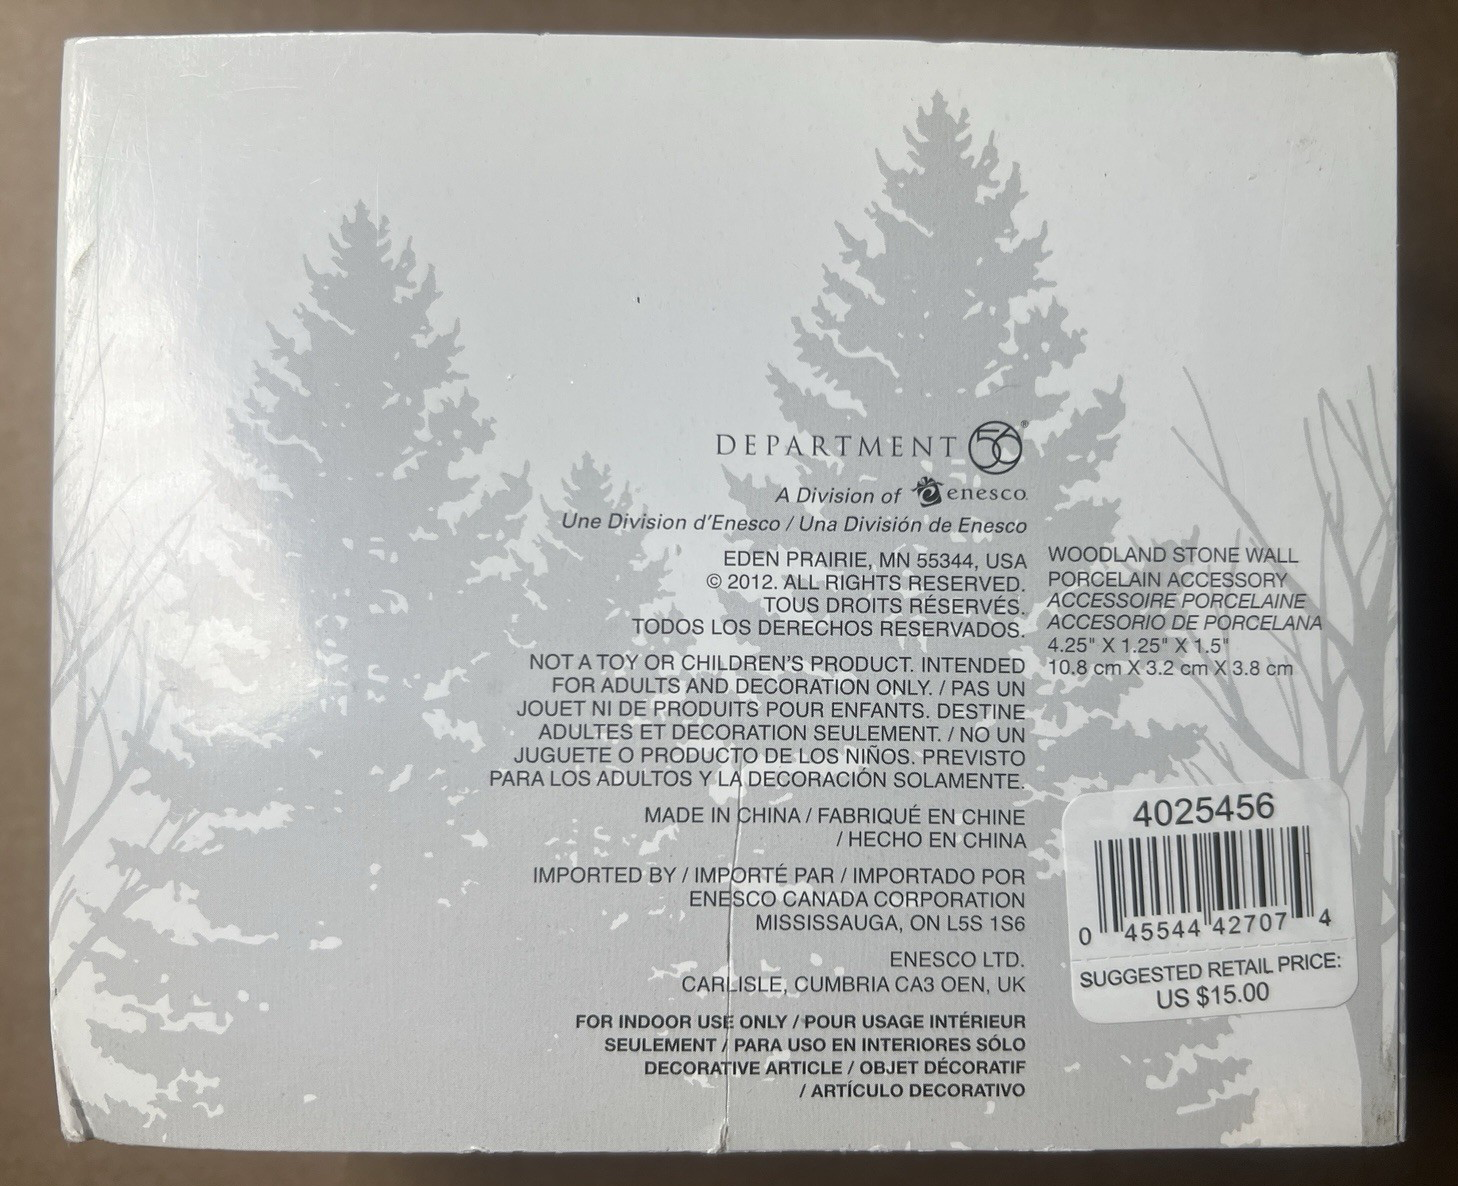 DEPARTMENT 56®
A Division of enesco.
Une Division d'Enesco / Una División de Enesco
EDEN PRAIRIE, MN 55344, USA
© 2012. ALL RIGHTS RESERVED.
TOUS DROITS RÉSERVÉS.
TODOS LOS DERECHOS RESERVADOS.
NOT A TOY OR CHILDREN'S PRODUCT. INTENDED
FOR ADULTS AND DECORATION ONLY. / PAS UN
JOUET NI DE PRODUITS POUR ENFANTS. DESTINE
ADULTES ET DECORATION SEULEMENT. / NO UN
JUGUETE O PRODUCTO DE LOS NIÑOS. PREVISTO
PARA LOS ADULTOS Y LA DECORACIÓN SOLAMENTE.
MADE IN CHINA / FABRIQUÉ EN CHINE
/ HECHO EN CHINA
IMPORTED BY / IMPORTÉ PAR / IMPORTADO POR
ENESCO CANADA CORPORATION
MISSISSAUGA, ON L5S 1S6
ENESCO LTD.
CARLISLE, CUMBRIA CA3 OEN, UK
FOR INDOOR USE ONLY / POUR USAGE INTÉRIEUR
SEULEMENT / PARA USO EN INTERIORES SÓLO
DECORATIVE ARTICLE / OBJET DÉCORATIF
/ ARTÍCULO DECORATIVO
WOODLAND STONE WALL
PORCELAIN ACCESSORY
ACCESSOIRE PORCELAINE
ACCESORIO DE PORCELANA
4.25" X 1.25" X 1.5"
10.8 cm X 3.2 cm X 3.8 cm
4025456
0 45544 42707 4
SUGGESTED RETAIL PRICE:
US $15.00